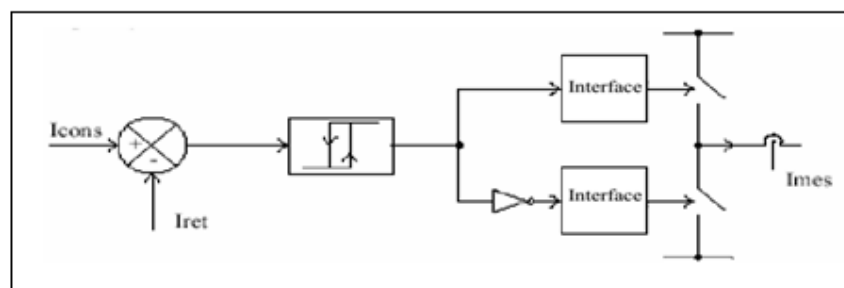 Icons
+
-
Iret
Interface
Interface
Imes